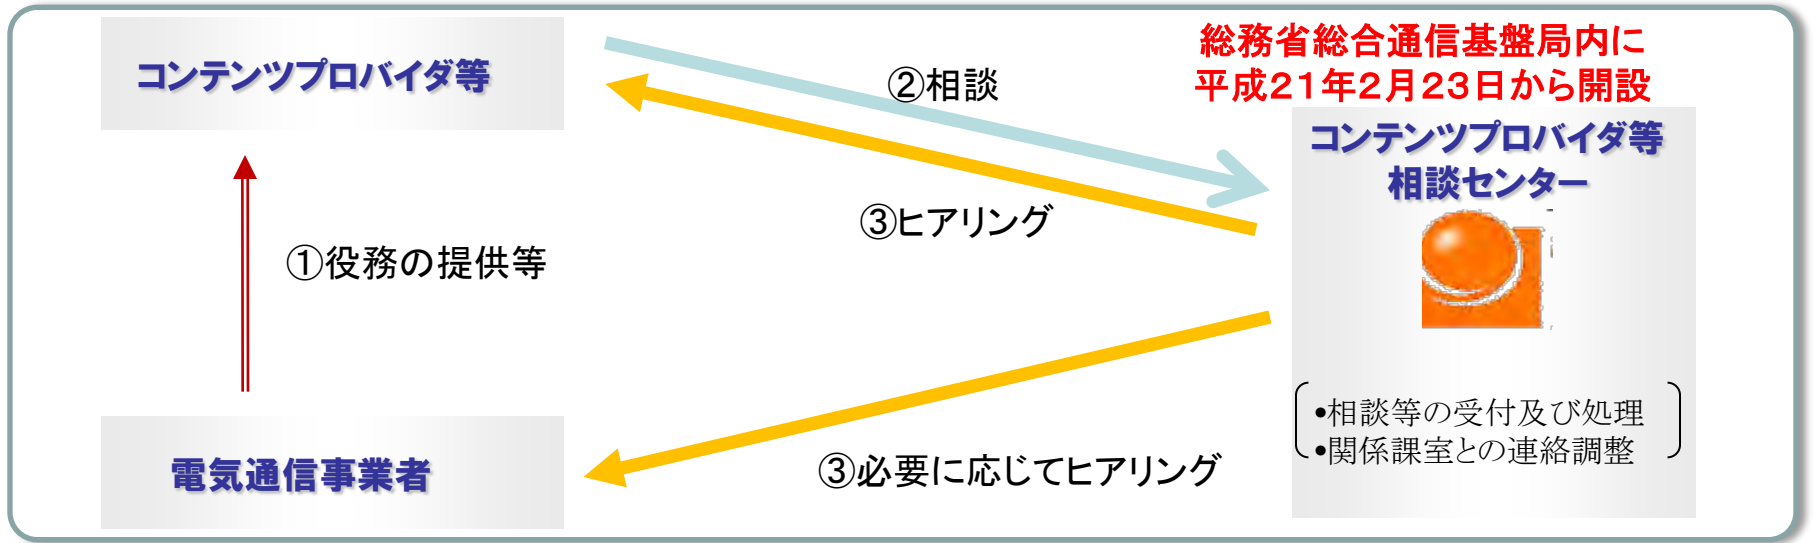 コンテンツプロバイダ等
②相談
総務省総合通信基盤局内に
平成21年2月23日から開設
コンテンツプロバイダ等
相談センター
③ヒアリング
①役務の提供等
•相談等の受付及び処理
•関係課室との連絡調整
電気通信事業者
③必要に応じてヒアリング